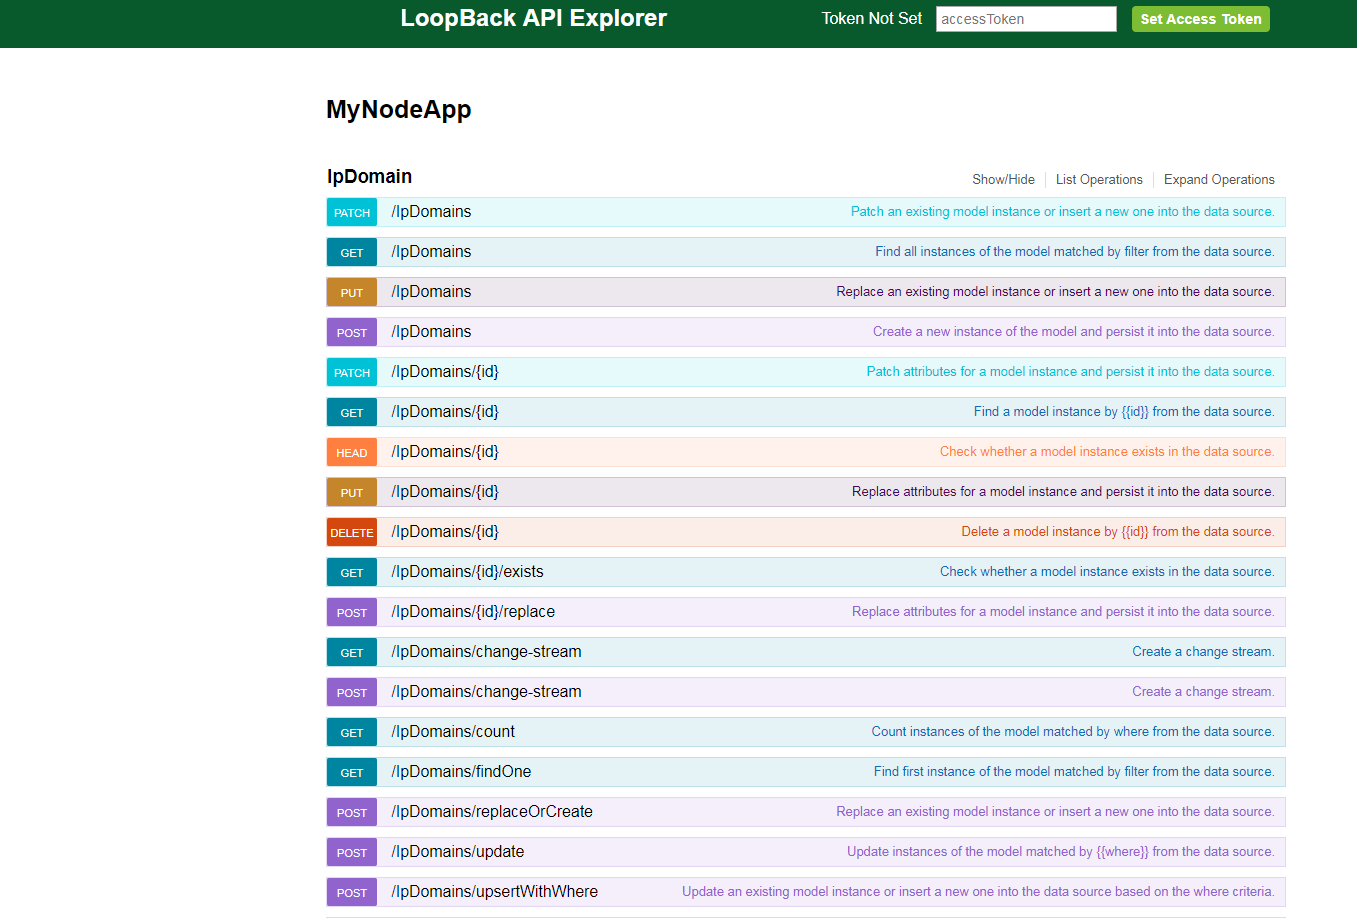 LoopBack API Explorer Token Not Set accessToken Set Access Token
MyNodeApp
IpDomain Show/Hide List Operations Expand Operations
PATCH /IpDomains Patch an existing model instance or insert a new one into the data source.
GET /IpDomains Find all instances of the model matched by filter from the data source.
PUT /IpDomains Replace an existing model instance or insert a new one into the data source.
POST /IpDomains Create a new instance of the model and persist it into the data source.
PATCH /IpDomains/{id} Patch attributes for a model instance and persist it into the data source.
GET /IpDomains/{id} Find a model instance by {{id}} from the data source.
HEAD /IpDomains/{id} Check whether a model instance exists in the data source.
PUT /IpDomains/{id} Replace attributes for a model instance and persist it into the data source.
DELETE /IpDomains/{id} Delete a model instance by {{id}} from the data source.
GET /IpDomains/{id}/exists Check whether a model instance exists in the data source.
POST /IpDomains/{id}/replace Replace attributes for a model instance and persist it into the data source.
GET /IpDomains/change-stream Create a change stream.
POST /IpDomains/change-stream Create a change stream.
GET /IpDomains/count Count instances of the model matched by where from the data source.
GET /IpDomains/findOne Find first instance of the model matched by filter from the data source.
POST /IpDomains/replaceOrCreate Replace an existing model instance or insert a new one into the data source.
POST /IpDomains/update Update instances of the model matched by {{where}} from the data source.
POST /IpDomains/upsertWithWhere Update an existing model instance or insert a new one into the data source based on the where criteria.